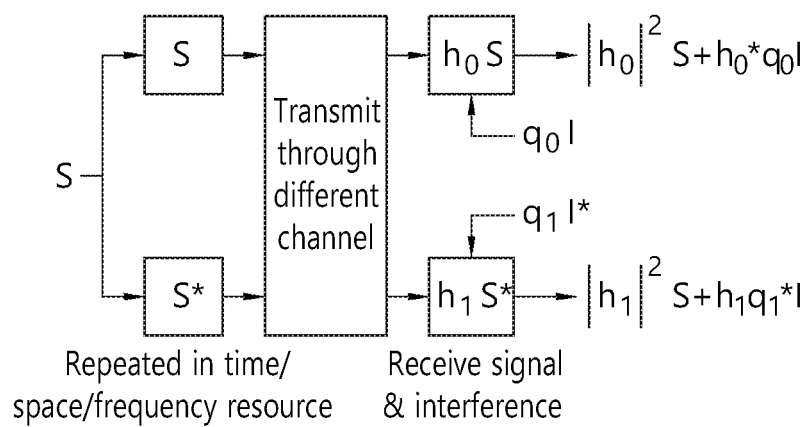 S
S
S*
Transmit
through
different
channel
h₀ S
q₀ I
|h₀|² S+h₀*q₀I
q₁ I*
h₁ S*
|h₁|² S+h₁q₁*I
Repeated in time/
space/frequency resource
Receive signal
& interference